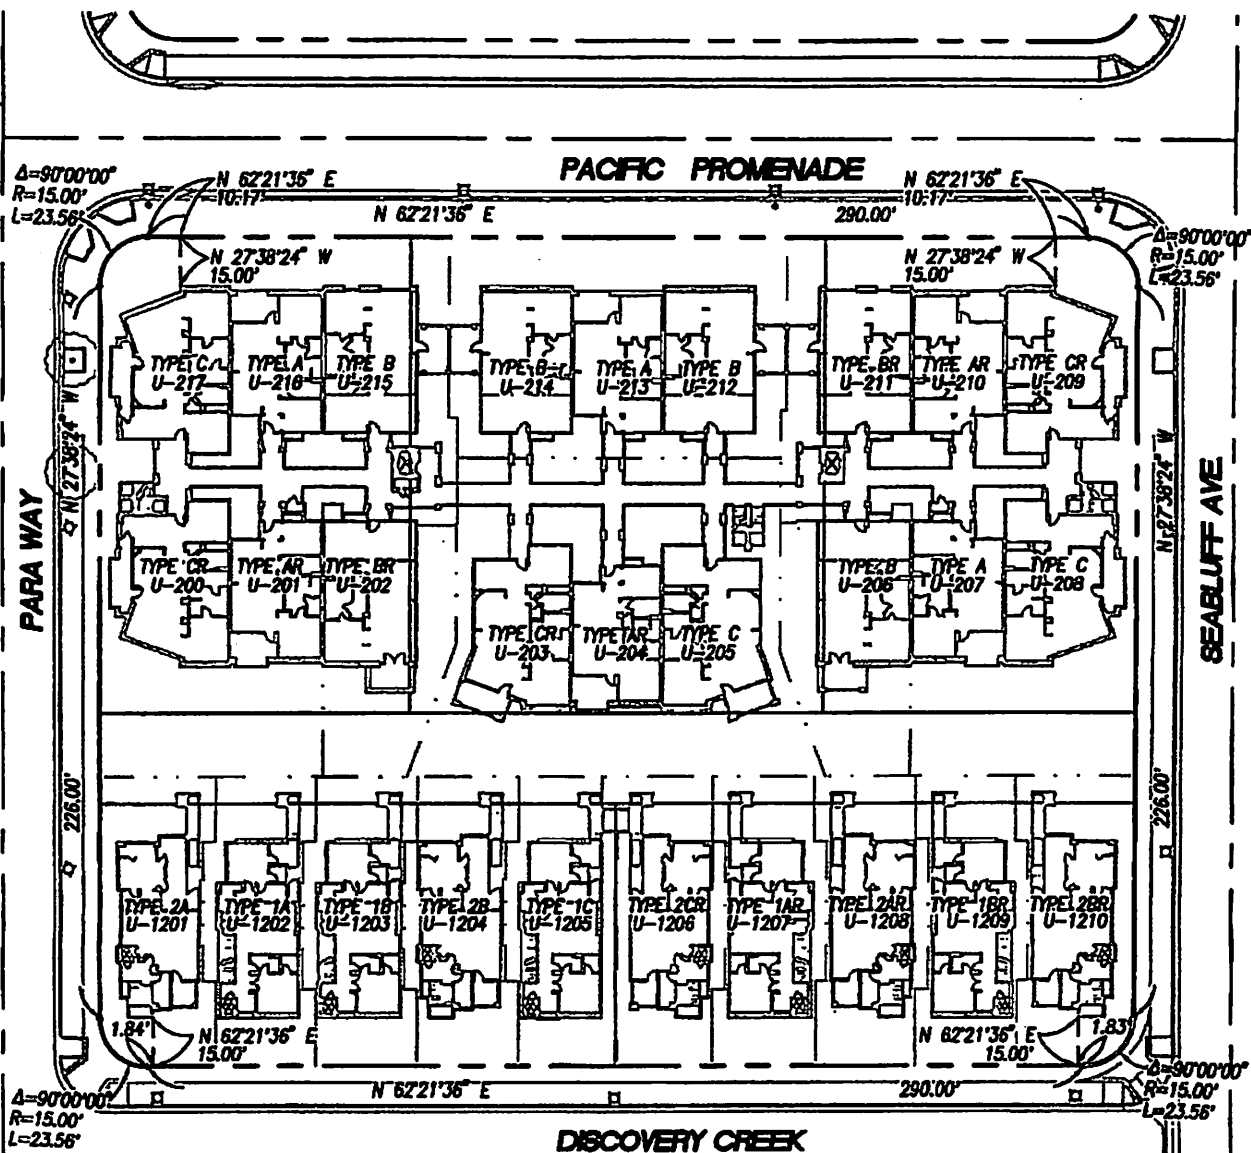 PACIFIC PROMENADE
Δ=90°00'00"
R=15.00'
L=23.56'
N 62°21'36" E
10.17'
N 62°21'36" E
10.17'
N 62°21'36" E
290.00'
Δ=90°00'00"
R=15.00'
L=23.56'
N 27°38'24" W
15.00'
N 27°38'24" W
15.00'
TYPE C
U-217
TYPE A
U-216
TYPE B
U-215
TYPE B
U-214
TYPE A
U-213
TYPE B
U-212
TYPE BR
U-211
TYPE AR
U-210
TYPE CR
U-209
N 27°38'24" W
PARA WAY
226.00'
N 27°38'24" W
SEABLUFF AVE
226.00'
TYPE CR
U-200
TYPE AR
U-201
TYPE BR
U-202
TYPE CR
U-203
TYPE AR
U-204
TYPE C
U-205
TYPE B
U-206
TYPE A
U-207
TYPE C
U-208
TYPE 2A
U-1201
TYPE 1A
U-1202
TYPE 1B
U-1203
TYPE 2B
U-1204
TYPE 1C
U-1205
TYPE 2CR
U-1206
TYPE 1AR
U-1207
TYPE 2AR
U-1208
TYPE 1BR
U-1209
TYPE 2BR
U-1210
1.84'
N 62°21'36" E
15.00'
N 62°21'36" E
15.00'
1.83'
Δ=90°00'00"
R=15.00'
L=23.56'
N 62°21'36" E
290.00'
Δ=90°00'00"
R=15.00'
L=23.56'
DISCOVERY CREEK